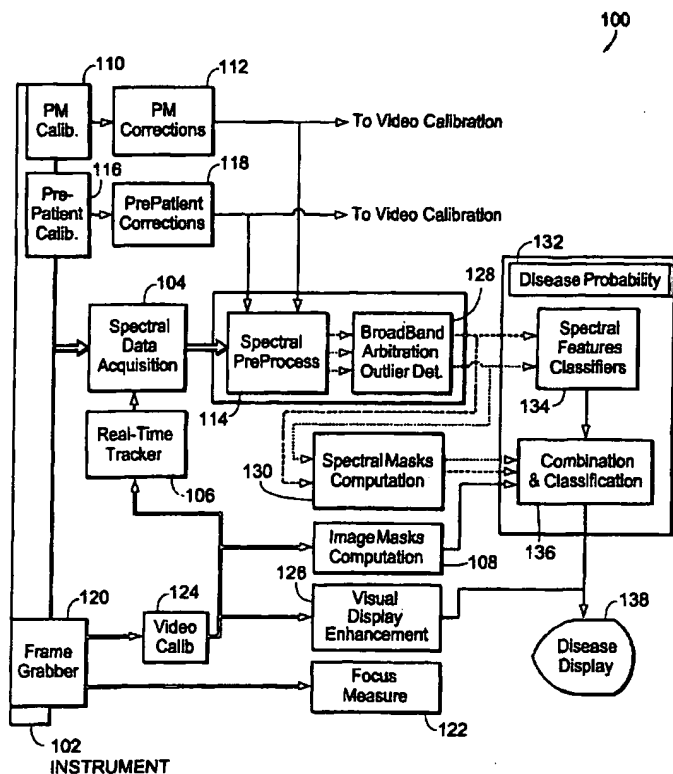 100
110
112
PM
Calib.
PM
Corrections
To Video Calibration
116
118
Pre-
Patient
Calib.
PrePatient
Corrections
To Video Calibration
132
Disease Probability
104
128
Spectral
Data
Acquisition
Spectral
PreProcess
BroadBand
Arbitration
Outlier Det.
Spectral
Features
Classifiers
114
134
Real-Time
Tracker
106
Spectral Masks
Computation
130
Combination
& Classification
136
Image Masks
Computation
108
120
124
126
Frame
Grabber
Video
Calib
Visual
Display
Enhancement
138
Disease
Display
Focus
Measure
122
102
INSTRUMENT